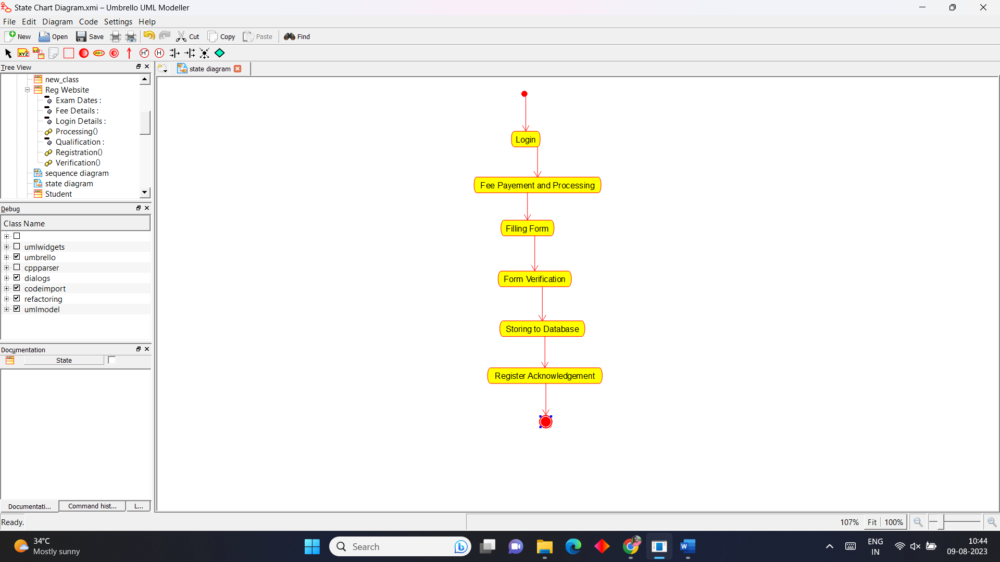 State Chart Diagram.xmi – Umbrello UML Modeller
File Edit Diagram Code Settings Help
New Open Save Cut Copy Paste Find
XYZ XYZ ABC H* H
Tree View
state diagram
new_class
Reg Website
Exam Dates :
Fee Details :
Login Details :
Processing()
Qualification :
Registration()
Verification()
sequence diagram
state diagram
Student
Debug
Class Name
umlwidgets
umbrello
cppparser
dialogs
codeimport
refactoring
umlmodel
Documentation
State
Documentati...
Command hist...
L...
Login
Fee Payement and Processing
Filling Form
Form Verification
Storing to Database
Register Acknowledgement
Ready.
107% Fit 100%
34°C
Mostly sunny
Search
ENG
IN
10:44
09-08-2023